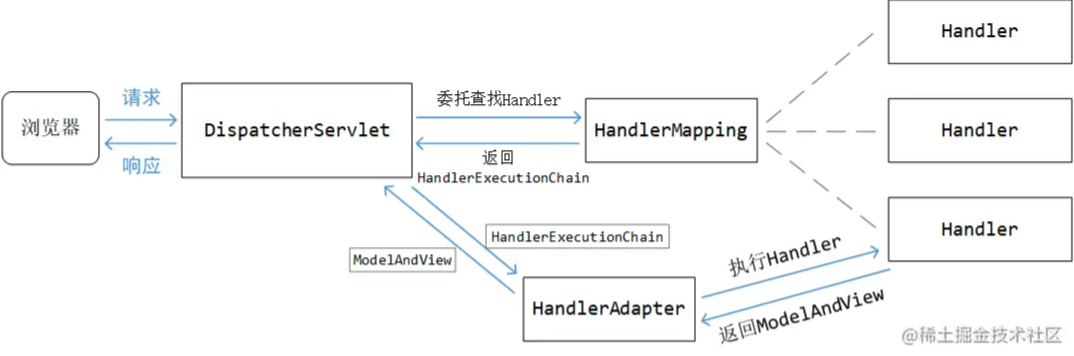 浏览器
请求
响应
DispatcherServlet
委托查找Handler
返回
HandlerExecutionChain
HandlerMapping
Handler
Handler
Handler
HandlerExecutionChain
ModelAndView
HandlerAdapter
执行Handler
返回ModelAndView
@稀土掘金技术社区